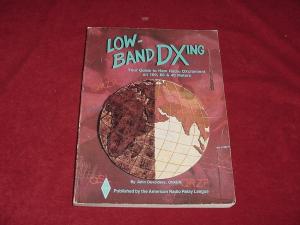 LOW-
BAND DXING
Your Guide to Ham Radio DXcitement
on 160, 80 & 40 Meters
By John Devoldere, ON4UN
Published by the American Radio Relay League